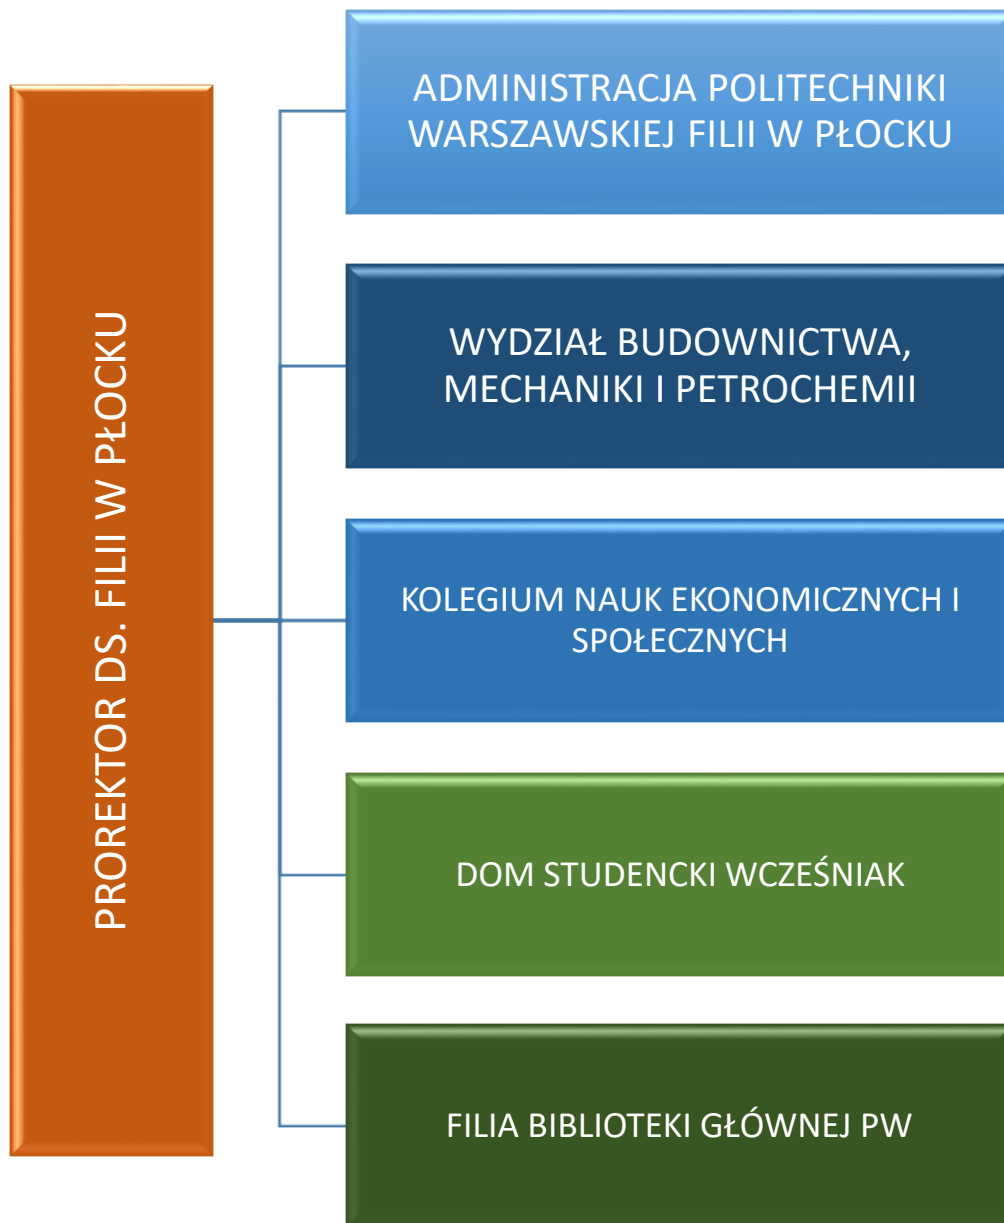 PROREKTOR DS. FILII W PŁOCKU
ADMINISTRACJA POLITECHNIKI
WARSZAWSKIEJ FILII W PŁOCKU
WYDZIAŁ BUDOWNICTWA,
MECHANIKI I PETROCHEMII
KOLEGIUM NAUK EKONOMICZNYCH I
SPOŁECZNYCH
DOM STUDENCKI WCZEŚNIAK
FILIA BIBLIOTEKI GŁÓWNEJ PW